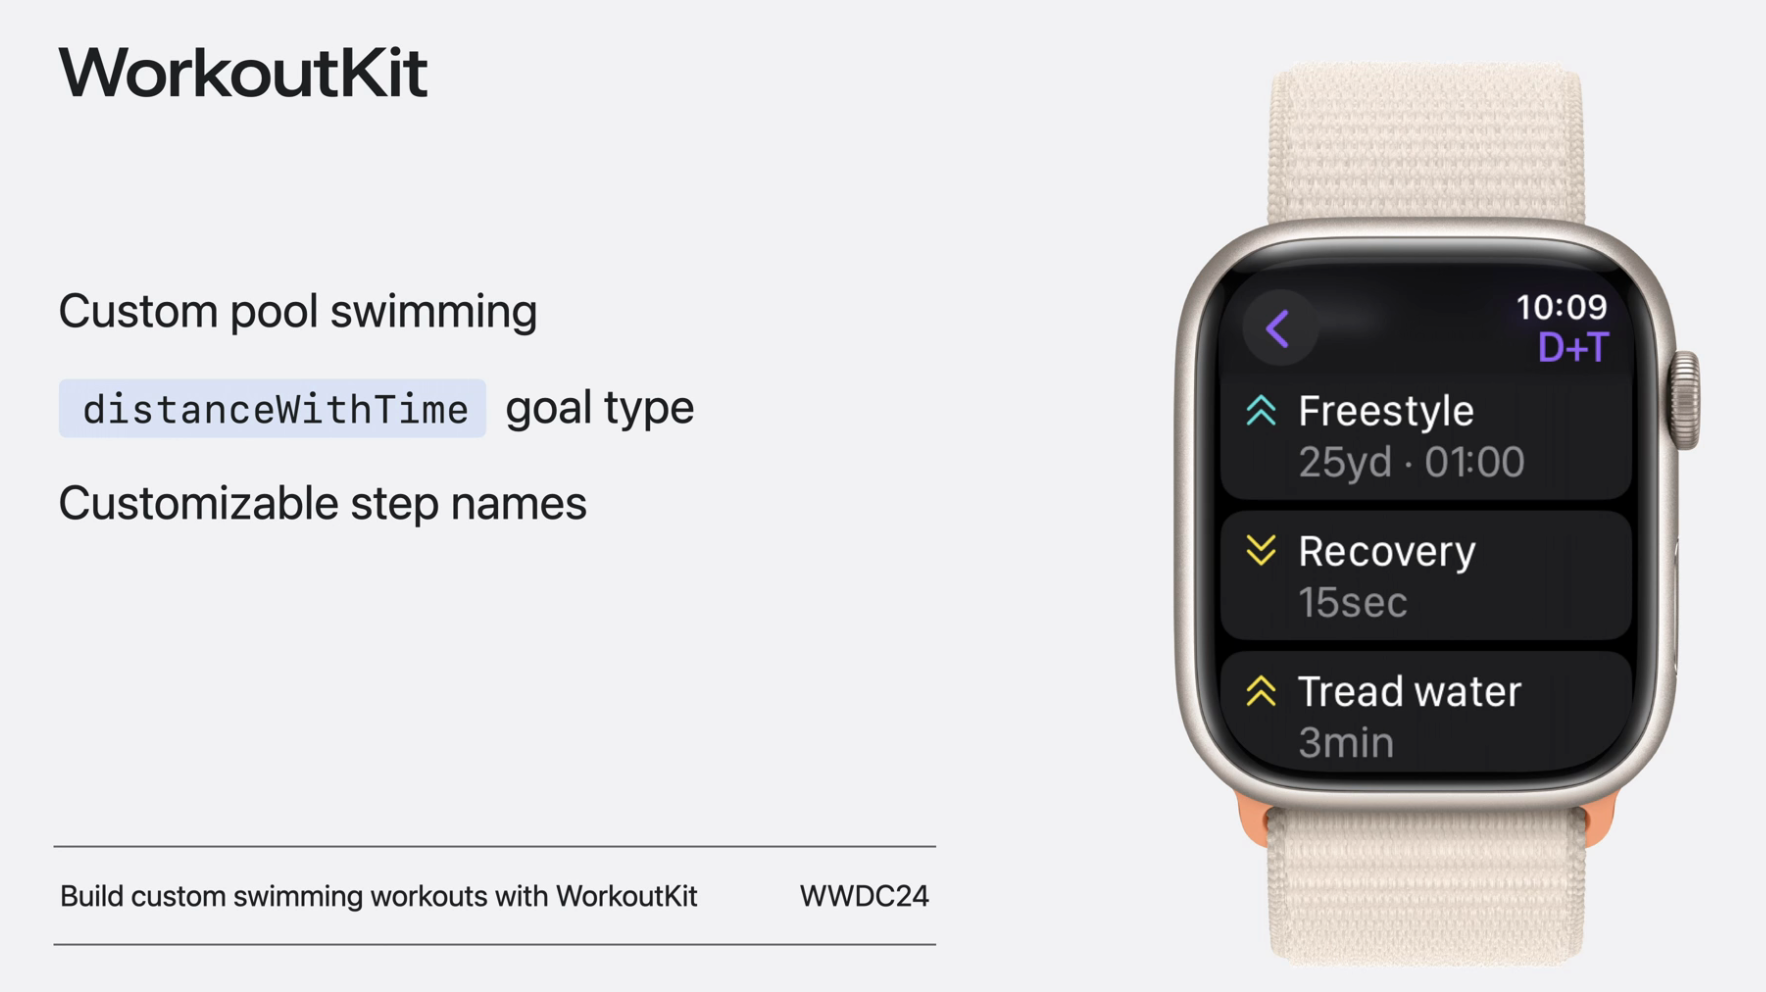 WorkoutKit
Custom pool swimming
distanceWithTime goal type
Customizable step names
Build custom swimming workouts with WorkoutKit WWDC24
10:09
D+T
Freestyle
25yd · 01:00
Recovery
15sec
Tread water
3min